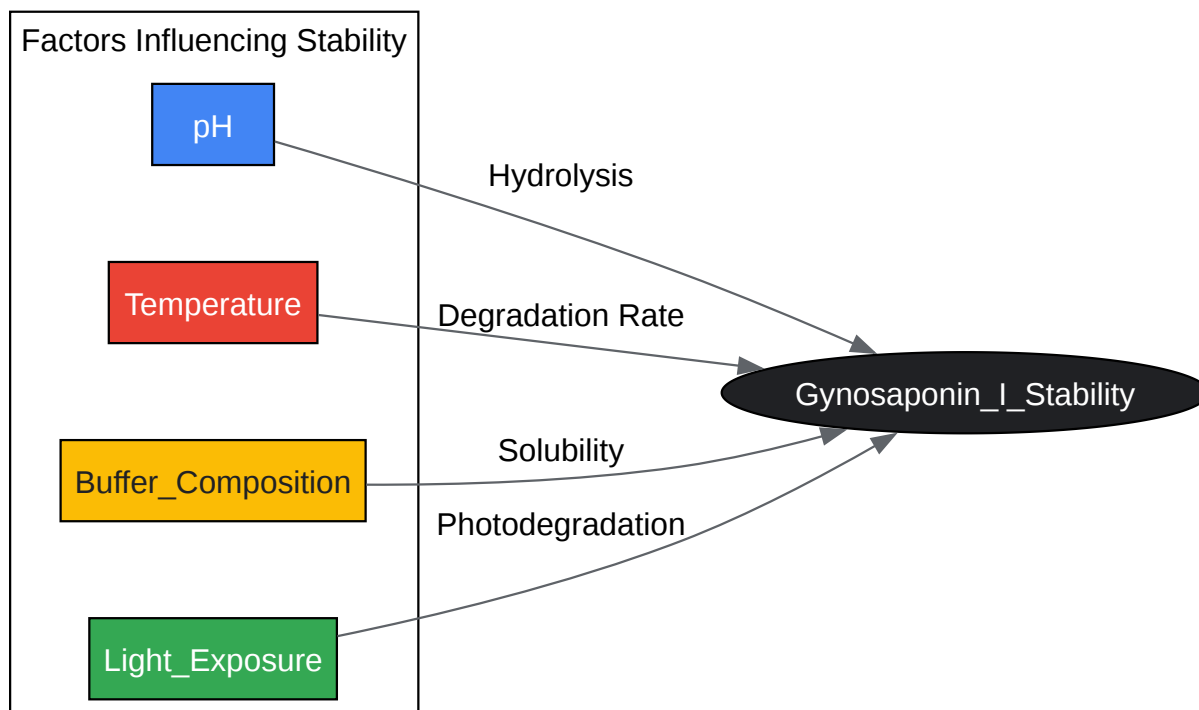 Factors Influencing Stability
pH
Hydrolysis
Temperature
Degradation Rate
Gynosaponin_I_Stability
Buffer_Composition
Solubility
Photodegradation
Light_Exposure